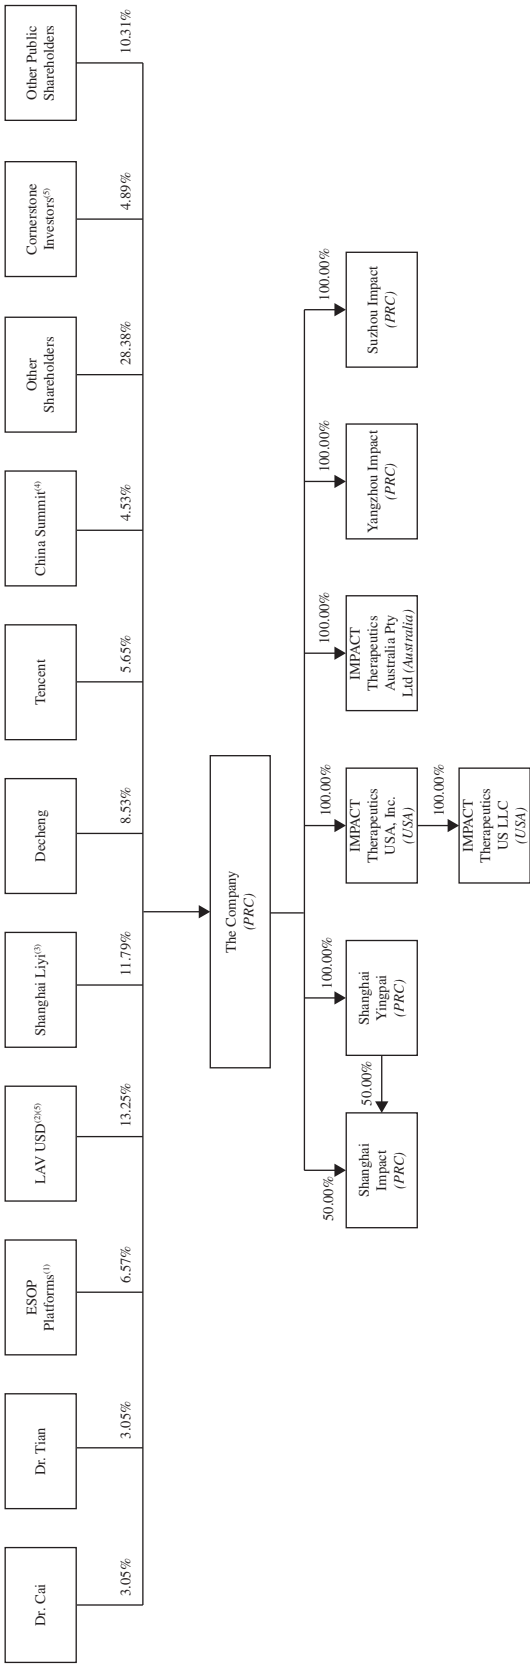 Dr. Cai
Dr. Tian
ESOP
Platforms(1)
LAV USD(2)(5)
Shanghai Liyi(3)
Decheng
Tencent
China Summit(4)
Other
Shareholders
Cornerstone
Investors(5)
Other Public
Shareholders
3.05%
3.05%
6.57%
13.25%
11.79%
8.53%
5.65%
4.53%
28.38%
4.89%
10.31%
The Company
(PRC)
50.00%
100.00%
100.00%
100.00%
100.00%
100.00%
Shanghai
Impact
(PRC)
50.00%
Shanghai
Yingpai
(PRC)
IMPACT
Therapeutics
USA, Inc.
(USA)
IMPACT
Therapeutics
Australia Pty
Ltd (Australia)
Yangzhou Impact
(PRC)
Suzhou Impact
(PRC)
100.00%
IMPACT
Therapeutics
US LLC
(USA)